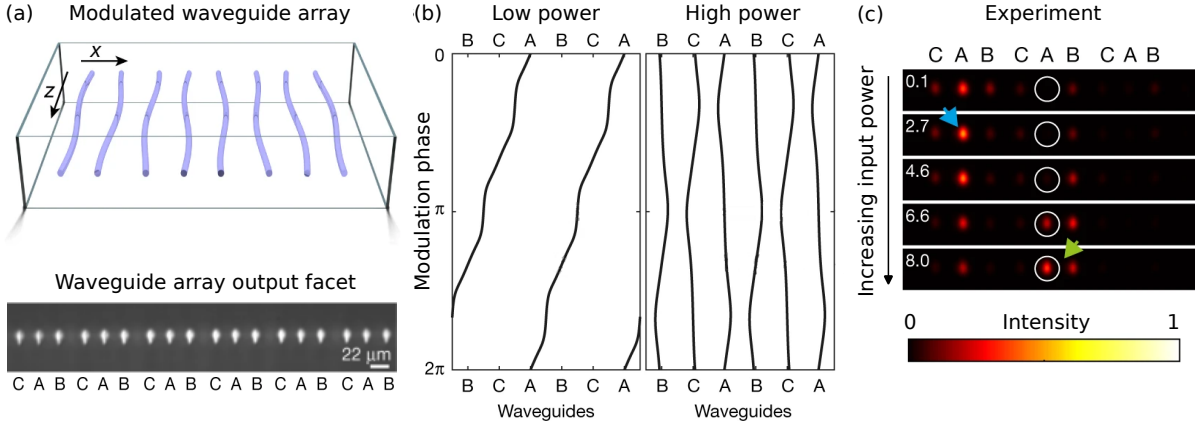 (a) Modulated waveguide array
x
z
Waveguide array output facet
22 μm
C A B C A B C A B C A B C A B C A B
(b) Low power High power
B C A B C A B C A B C A
Modulation phase
0
π
2π
B C A B C A B C A B C A
Waveguides Waveguides
(c) Experiment
C A B C A B C A B
Increasing input power
0.1
2.7
4.6
6.6
8.0
0 Intensity 1